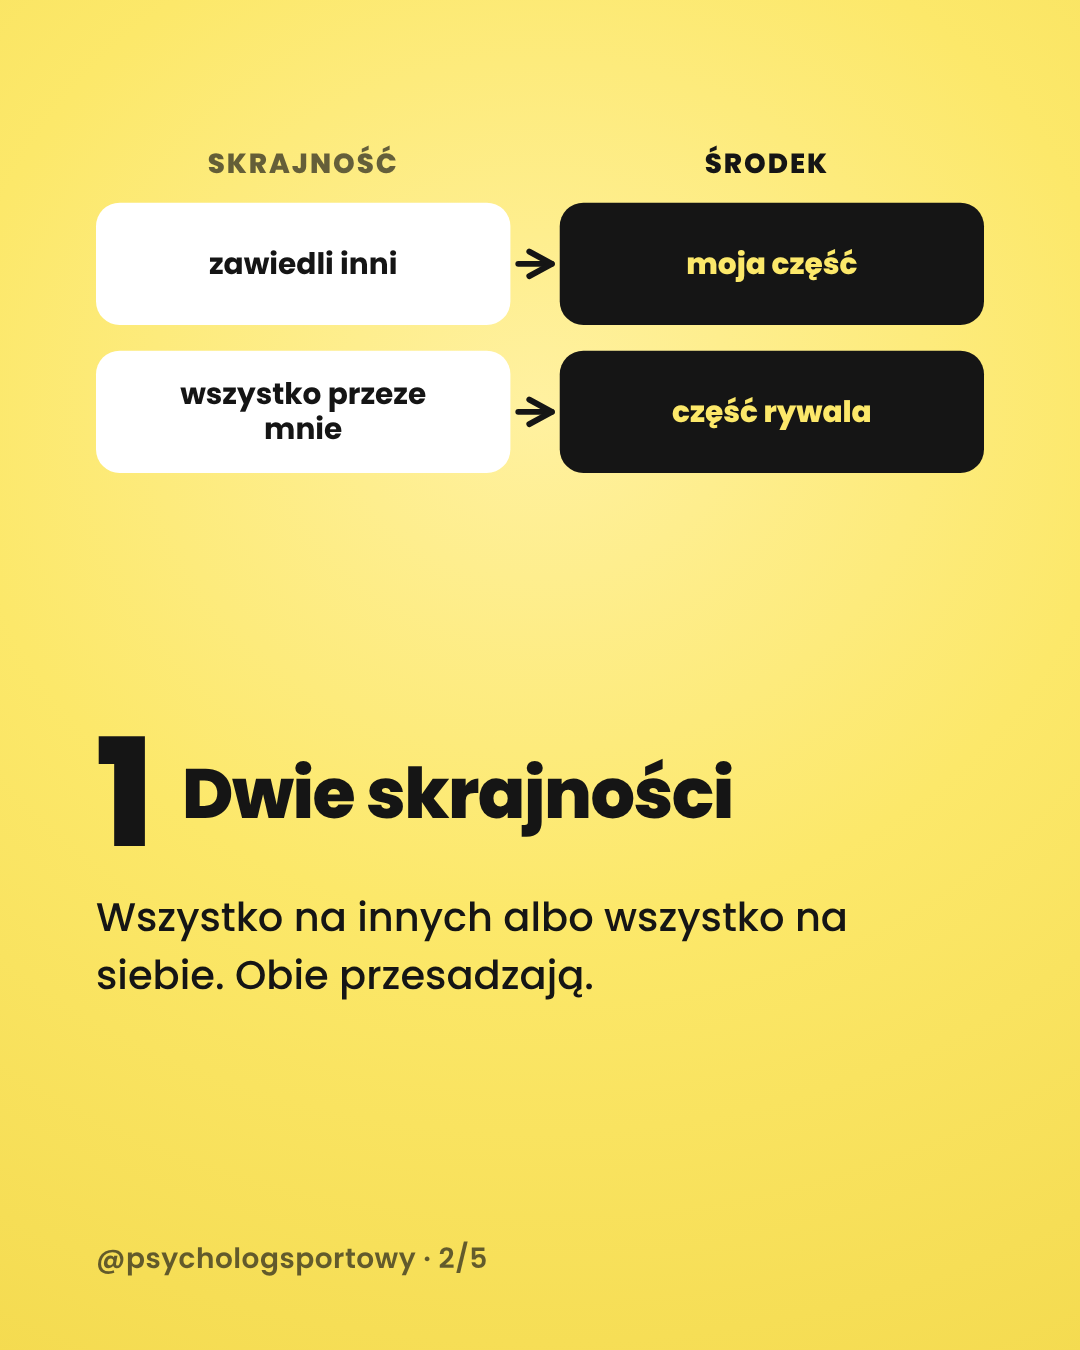 SKRAJNOŚĆ
ŚRODEK
zawiedli inni
moja część
wszystko przeze
mnie
część rywala
1 Dwie skrajności
Wszystko na innych albo wszystko na
siebie. Obie przesadzają.
@psychologsportowy · 2/5